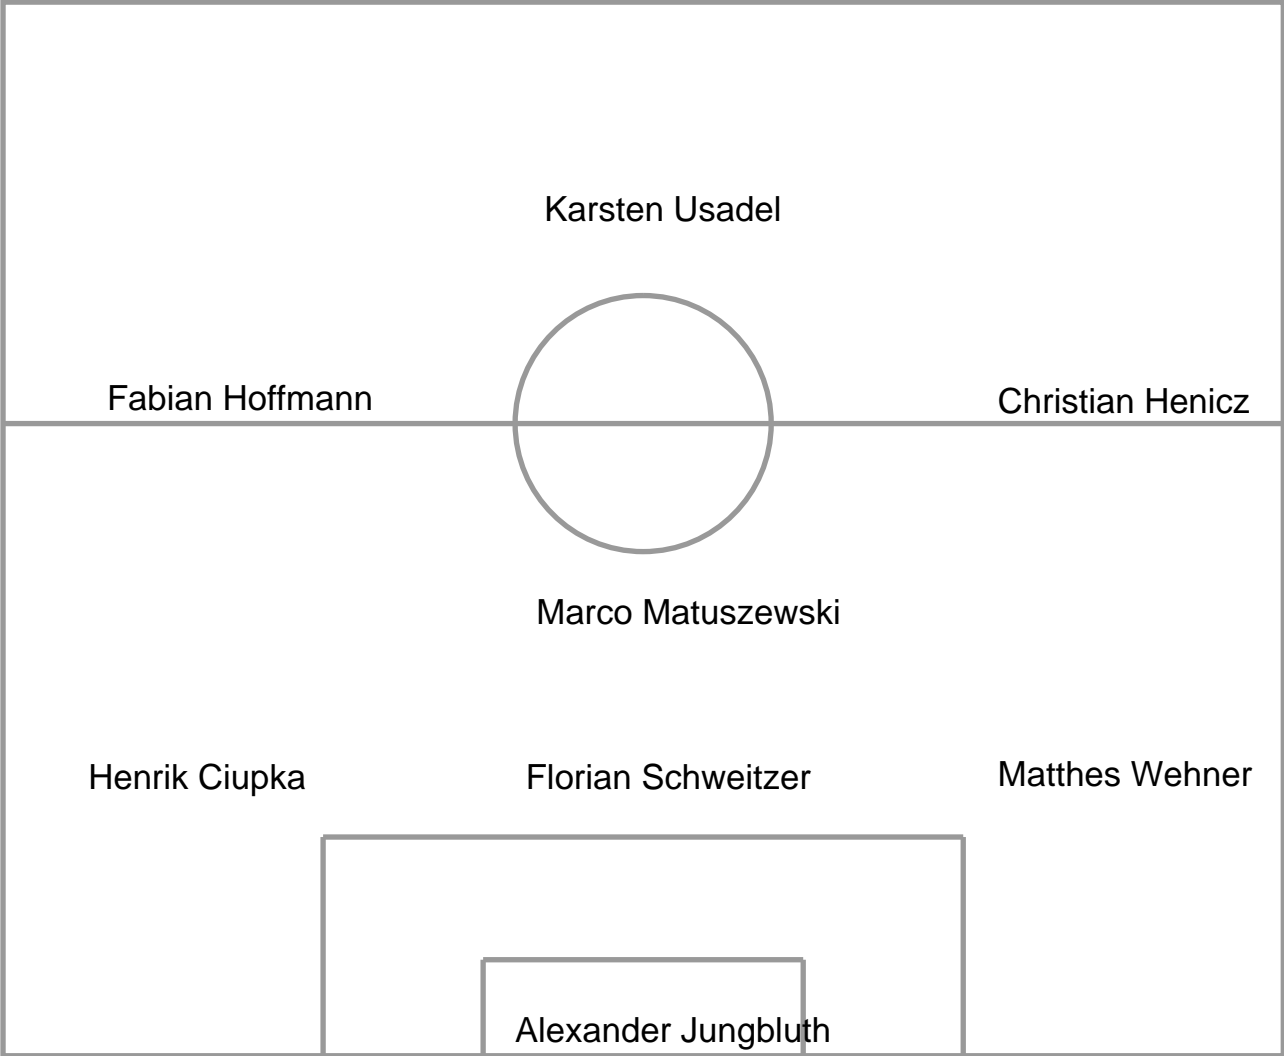 Karsten Usadel
Fabian Hoffmann
Christian Henicz
Marco Matuszewski
Henrik Ciupka
Florian Schweitzer
Matthes Wehner
Alexander Jungbluth